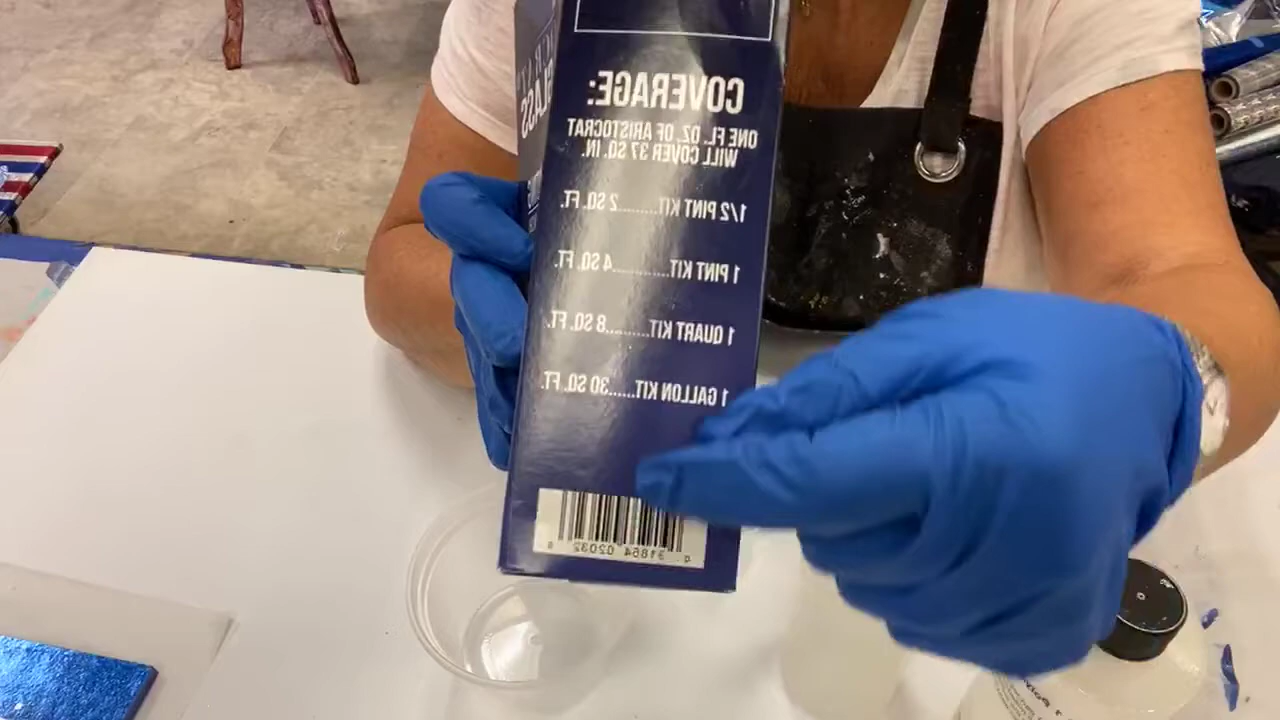 COVERAGE:
ONE FL. OZ. OF ARISTOCRAT
WILL COVER 37 SQ. IN.
1/2 PINT KIT.........2 SQ. FT.
1 PINT KIT.............4 SQ. FT.
1 QUART KIT..........8 SQ. FT.
1 GALLON KIT......30 SQ. FT.
GLASS